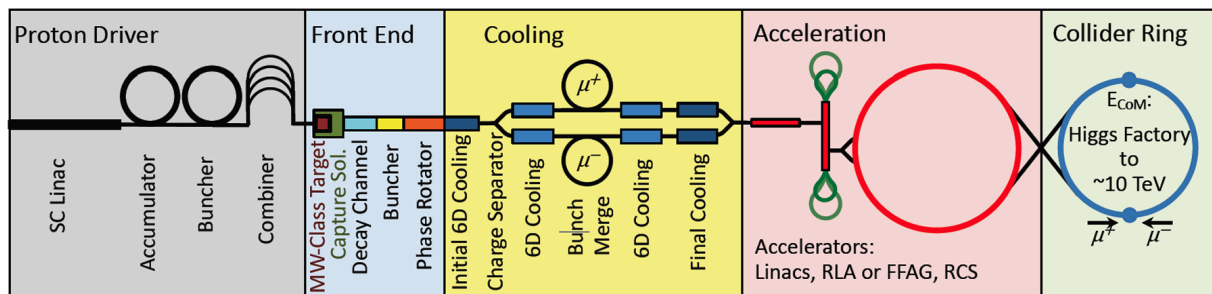 Proton Driver
SC Linac
Accumulator
Buncher
Combiner
Front End
MW-Class Target
Capture Sol.
Decay Channel
Buncher
Phase Rotator
Cooling
Initial 6D Cooling
Charge Separator
6D Cooling
μ+
μ−
Bunch
Merge
6D Cooling
Final Cooling
Acceleration
Accelerators:
Linacs, RLA or FFAG, RCS
Collider Ring
ECoM:
Higgs Factory
to
~10 TeV
μ+ μ−